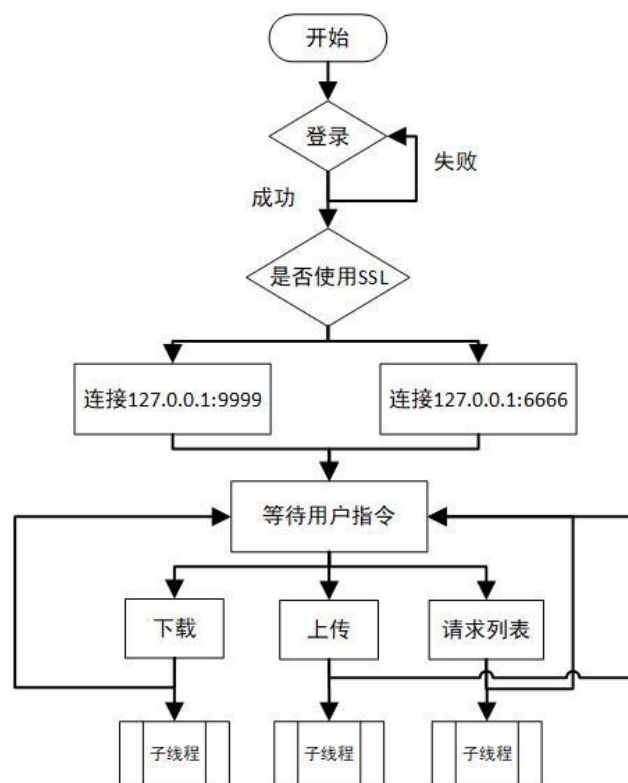 开始
登录
失败
成功
是否使用SSL
连接127.0.0.1:9999
连接127.0.0.1:6666
等待用户指令
下载
上传
请求列表
子线程
子线程
子线程